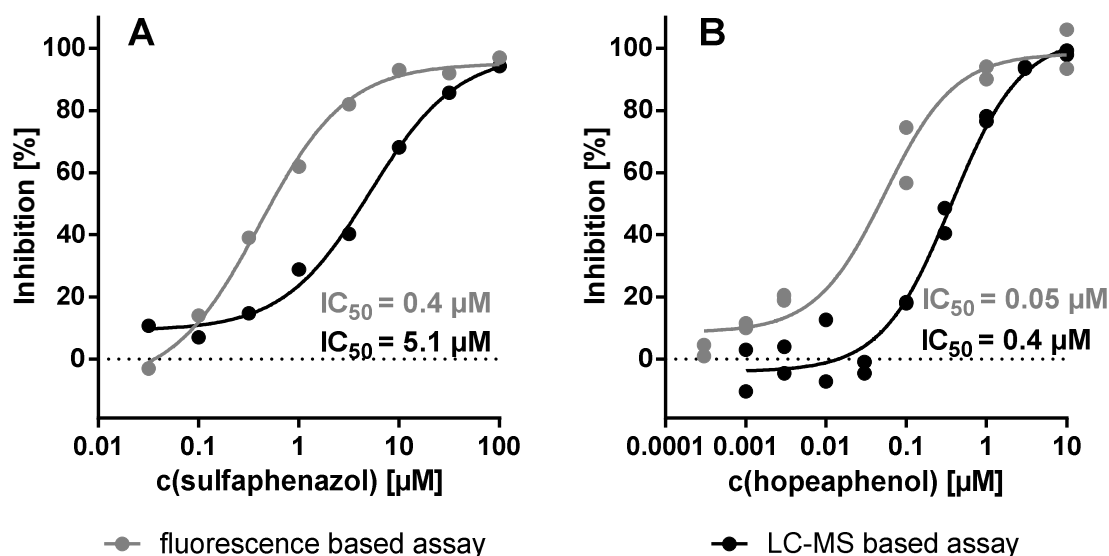 A
Inhibition [%]
100
80
60
40
20
0
IC50 = 0.4 µM
IC50 = 5.1 µM
0.01 0.1 1 10 100
c(sulfaphenazol) [µM]
B
Inhibition [%]
100
80
60
40
20
0
IC50 = 0.05 µM
IC50 = 0.4 µM
0.0001 0.001 0.01 0.1 1 10
c(hopeaphenol) [µM]
fluorescence based assay
LC-MS based assay